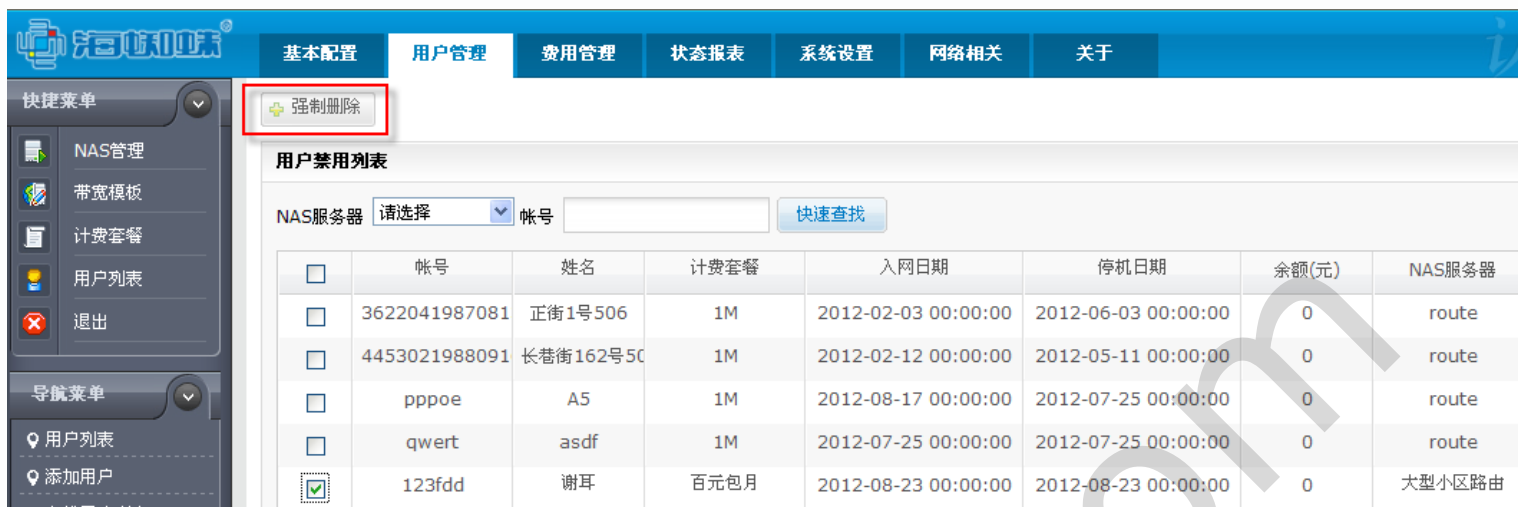 海蜘蛛®
基本配置 用户管理 费用管理 状态报表 系统设置 网络相关 关于
快捷菜单
强制删除
NAS管理
用户禁用列表
带宽模板
NAS服务器 请选择 帐号 快速查找
计费套餐
帐号 姓名 计费套餐 入网日期 停机日期 余额(元) NAS服务器
用户列表
3622041987081 正街1号506 1M 2012-02-03 00:00:00 2012-06-03 00:00:00 0 route
退出
4453021988091 长巷街162号50 1M 2012-02-12 00:00:00 2012-05-11 00:00:00 0 route
导航菜单
pppoe A5 1M 2012-08-17 00:00:00 2012-07-25 00:00:00 0 route
用户列表
qwert asdf 1M 2012-07-25 00:00:00 2012-07-25 00:00:00 0 route
添加用户
123fdd 谢耳 百元包月 2012-08-23 00:00:00 2012-08-23 00:00:00 0 大型小区路由
om